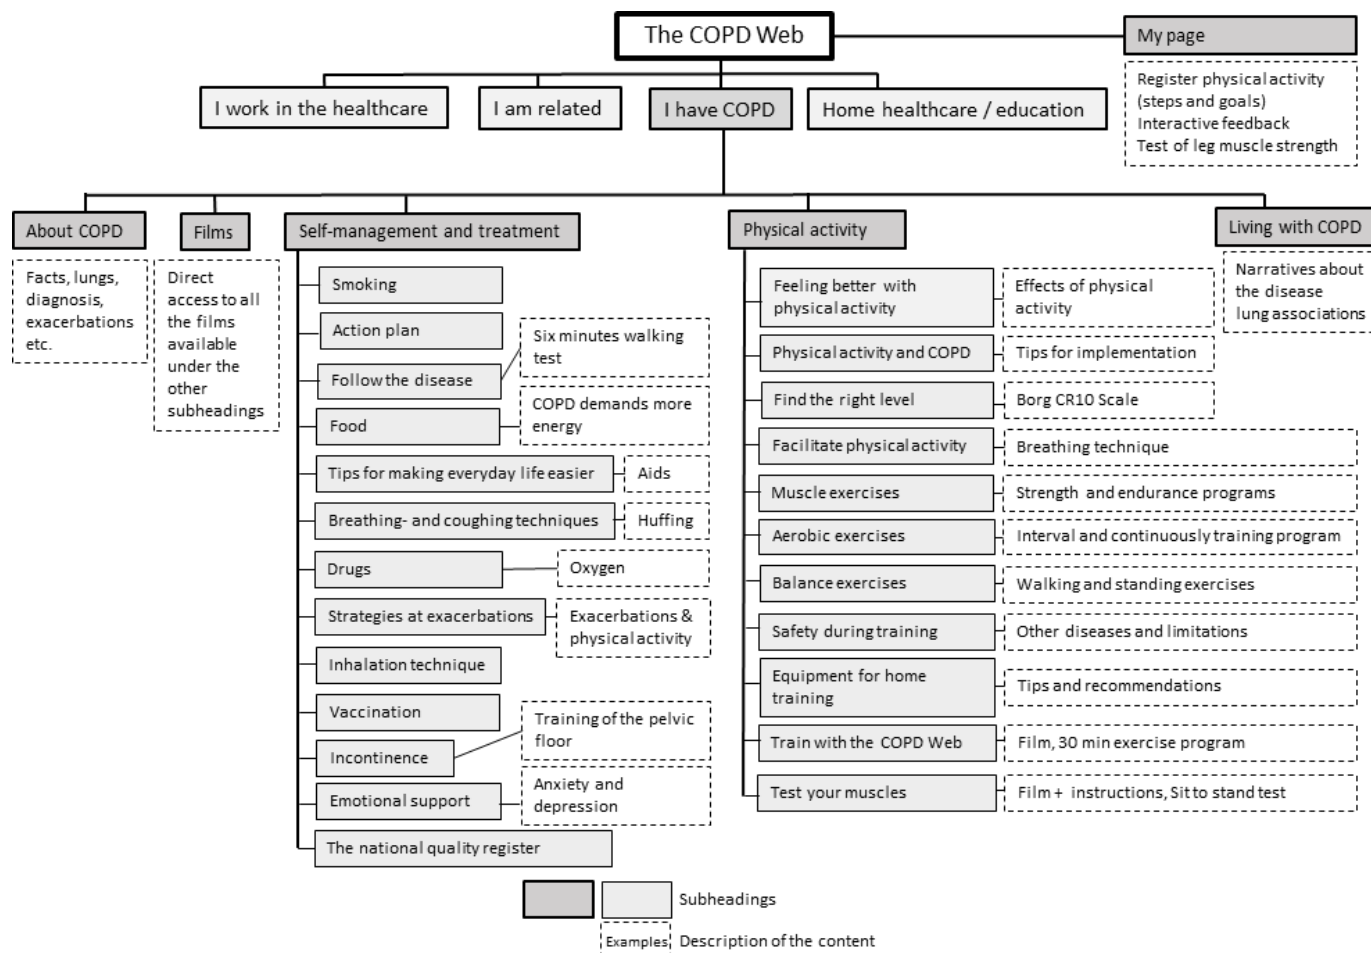 The COPD Web
My page
Register physical activity
(steps and goals)
Interactive feedback
Test of leg muscle strength
I work in the healthcare
I am related
I have COPD
Home healthcare / education
About COPD
Facts, lungs,
diagnosis,
exacerbations
etc.
Films
Direct
access to all
the films
available
under the
other
subheadings
Self-management and treatment
Smoking
Action plan
Follow the disease
Six minutes walking
test
Food
COPD demands more
energy
Tips for making everyday life easier
Aids
Breathing- and coughing techniques
Huffing
Drugs
Oxygen
Strategies at exacerbations
Exacerbations &
physical activity
Inhalation technique
Vaccination
Incontinence
Training of the pelvic
floor
Emotional support
Anxiety and
depression
The national quality register
Physical activity
Feeling better with
physical activity
Effects of physical
activity
Physical activity and COPD
Tips for implementation
Find the right level
Borg CR10 Scale
Facilitate physical activity
Breathing technique
Muscle exercises
Strength and endurance programs
Aerobic exercises
Interval and continuously training program
Balance exercises
Walking and standing exercises
Safety during training
Other diseases and limitations
Equipment for home
training
Tips and recommendations
Train with the COPD Web
Film, 30 min exercise program
Test your muscles
Film + instructions, Sit to stand test
Living with COPD
Narratives about
the disease
lung associations
Subheadings
Examples
Description of the content